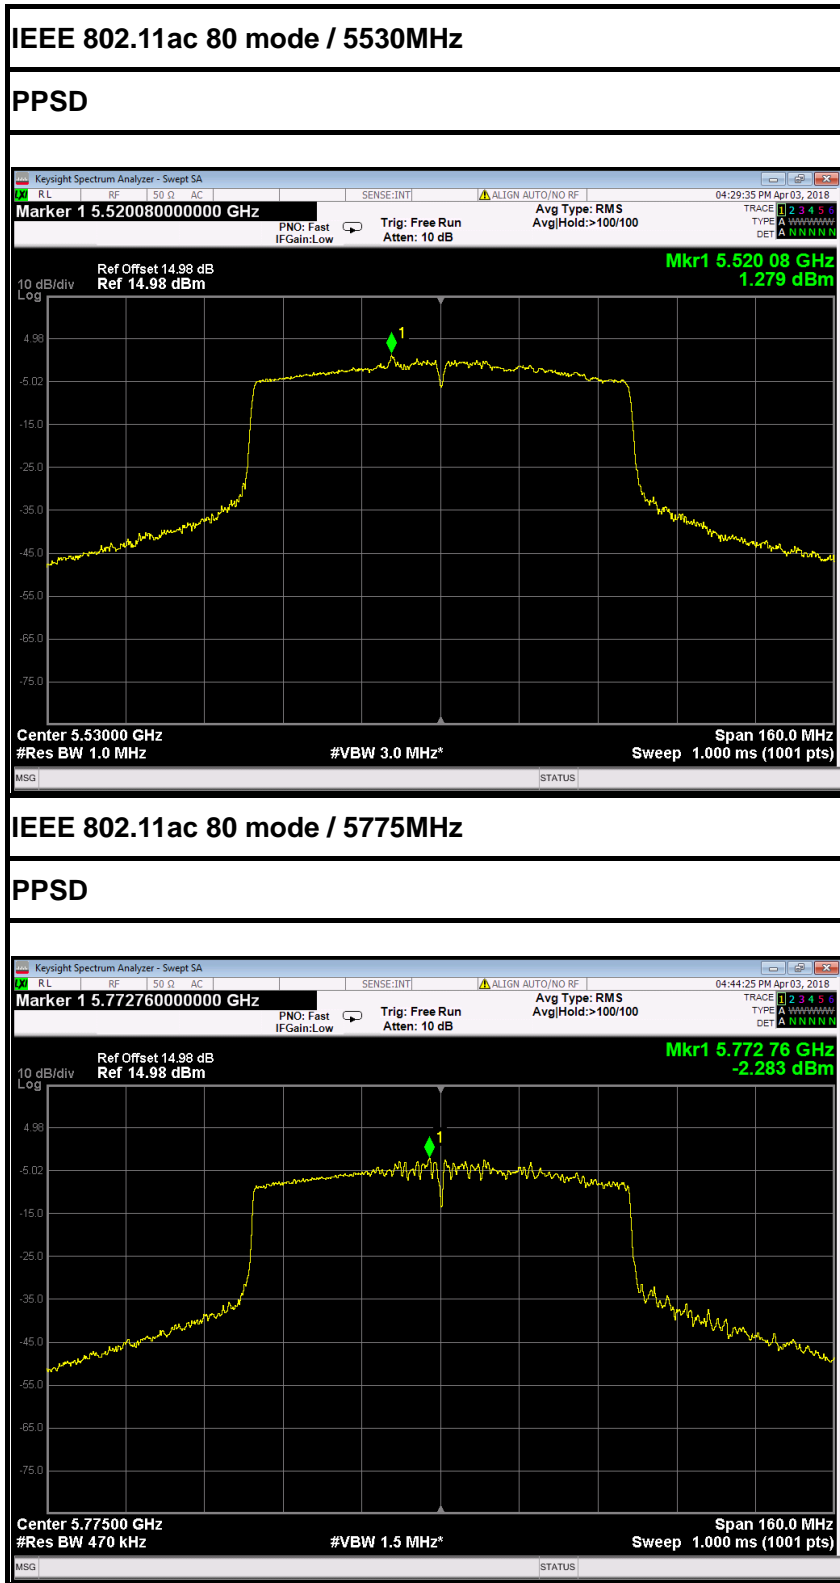 IEEE 802.11ac 80 mode / 5530MHz
PPSD
Keysight Spectrum Analyzer - Swept SA
LXI RL RF 50 Ω AC SENSE:INT ALIGN AUTO/NO RF 04:29:35 PM Apr 03, 2018
Marker 1 5.520080000000 GHz Avg Type: RMS TRACE 1 2 3 4 5 6
PNO: Fast Trig: Free Run Avg|Hold:>100/100 TYPE A WWWWW
IFGain:Low Atten: 10 dB DET A N N N N N
Mkr1 5.520 08 GHz
Ref Offset 14.98 dB
10 dB/div Ref 14.98 dBm 1.279 dBm
Log
1
4.98
-5.02
-15.0
-25.0
-35.0
-45.0
-55.0
-65.0
-75.0
Center 5.53000 GHz Span 160.0 MHz
#Res BW 1.0 MHz #VBW 3.0 MHz* Sweep 1.000 ms (1001 pts)
MSG STATUS
IEEE 802.11ac 80 mode / 5775MHz
PPSD
Keysight Spectrum Analyzer - Swept SA
LXI RL RF 50 Ω AC SENSE:INT ALIGN AUTO/NO RF 04:44:25 PM Apr 03, 2018
Marker 1 5.772760000000 GHz Avg Type: RMS TRACE 1 2 3 4 5 6
PNO: Fast Trig: Free Run Avg|Hold:>100/100 TYPE A WWWWW
IFGain:Low Atten: 10 dB DET A N N N N N
Mkr1 5.772 76 GHz
Ref Offset 14.98 dB
10 dB/div Ref 14.98 dBm -2.283 dBm
Log
4.98
1
-5.02
-15.0
-25.0
-35.0
-45.0
-55.0
-65.0
-75.0
Center 5.77500 GHz Span 160.0 MHz
#Res BW 470 kHz #VBW 1.5 MHz* Sweep 1.000 ms (1001 pts)
MSG STATUS